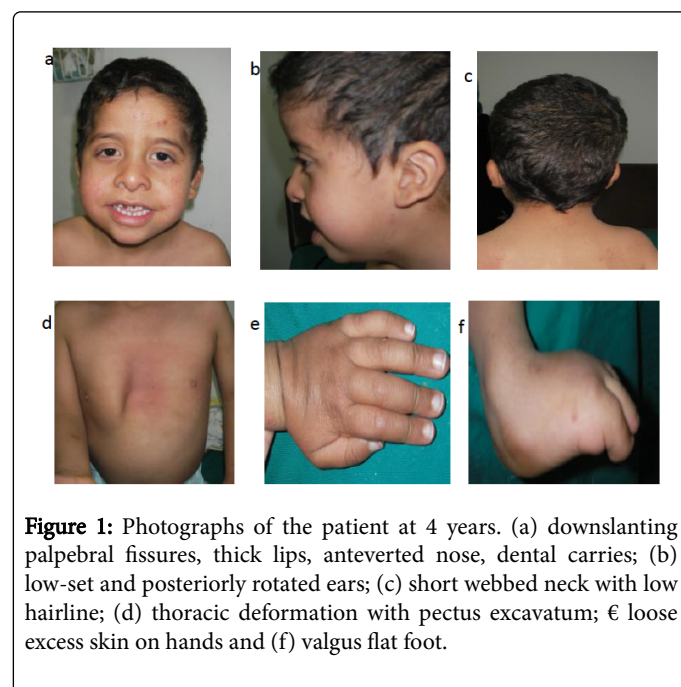 a
b
c
d
e
f
Figure 1: Photographs of the patient at 4 years. (a) downslanting
palpebral fissures, thick lips, anteverted nose, dental carries; (b)
low-set and posteriorly rotated ears; (c) short webbed neck with low
hairline; (d) thoracic deformation with pectus excavatum; € loose
excess skin on hands and (f) valgus flat foot.